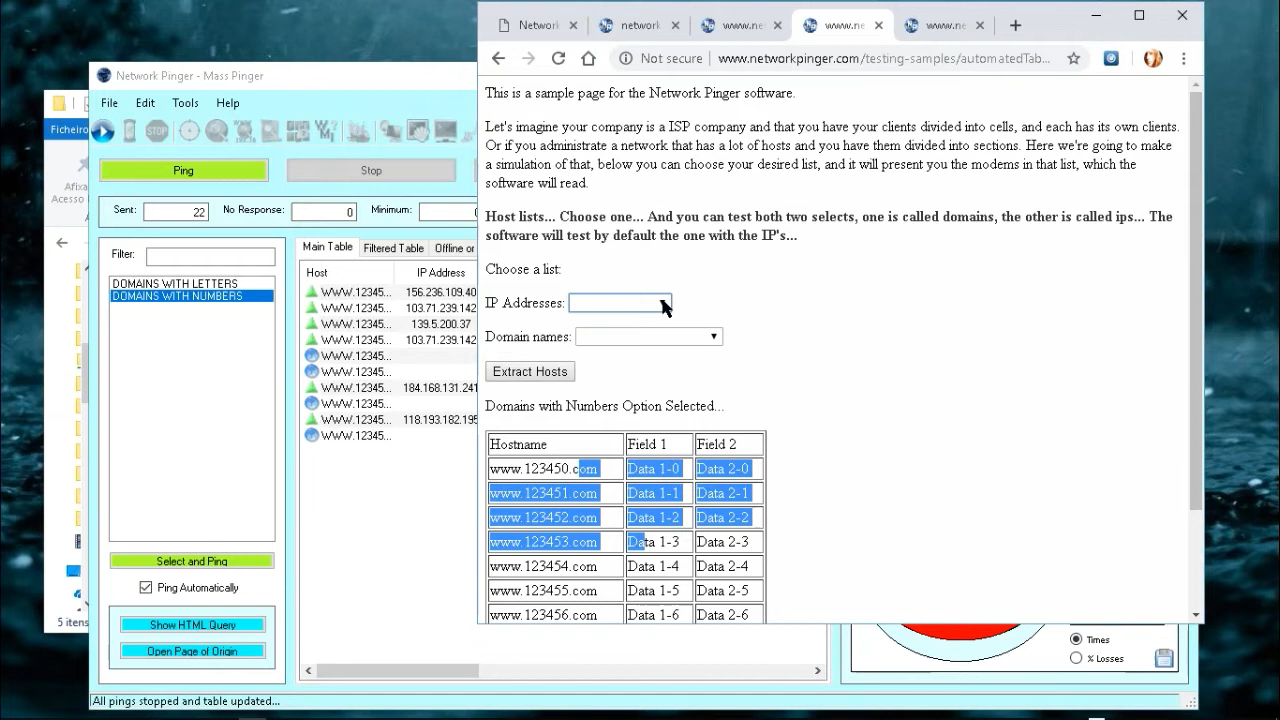 Network
network
www.ne
www.ne
www.ne
Not secure
www.networkpinger.com/testing-samples/automatedTab...
Network Pinger - Mass Pinger
File Edit Tools Help
Ficheiro
Ping
Stop
Afixa
Acesso
Sent: 22 No Response: 0 Minimum:
Filter:
DOMAINS WITH LETTERS
DOMAINS WITH NUMBERS
Main Table Filtered Table Offline or
Host IP Address
WWW.12345... 156.236.109.40
WWW.12345... 103.71.239.142
WWW.12345... 139.5.200.37
WWW.12345... 103.71.239.142
WWW.12345...
WWW.12345...
WWW.12345... 184.168.131.241
WWW.12345...
WWW.12345... 118.193.182.195
WWW.12345...
Select and Ping
Ping Automatically
Show HTML Query
Open Page of Origin
5 itens
All pings stopped and table updated...
This is a sample page for the Network Pinger software.
Let's imagine your company is a ISP company and that you have your clients divided into cells, and each has its own clients.
Or if you administrate a network that has a lot of hosts and you have them divided into sections. Here we're going to make
a simulation of that, below you can choose your desired list, and it will present you the modems in that list, which the
software will read.
Host lists... Choose one... And you can test both two selects, one is called domains, the other is called ips... The
software will test by default the one with the IP's...
Choose a list:
IP Addresses:
Domain names:
Extract Hosts
Domains with Numbers Option Selected...
Hostname Field 1 Field 2
www.123450.com Data 1-0 Data 2-0
www.123451.com Data 1-1 Data 2-1
www.123452.com Data 1-2 Data 2-2
www.123453.com Data 1-3 Data 2-3
www.123454.com Data 1-4 Data 2-4
www.123455.com Data 1-5 Data 2-5
www.123456.com Data 1-6 Data 2-6
Times
% Losses